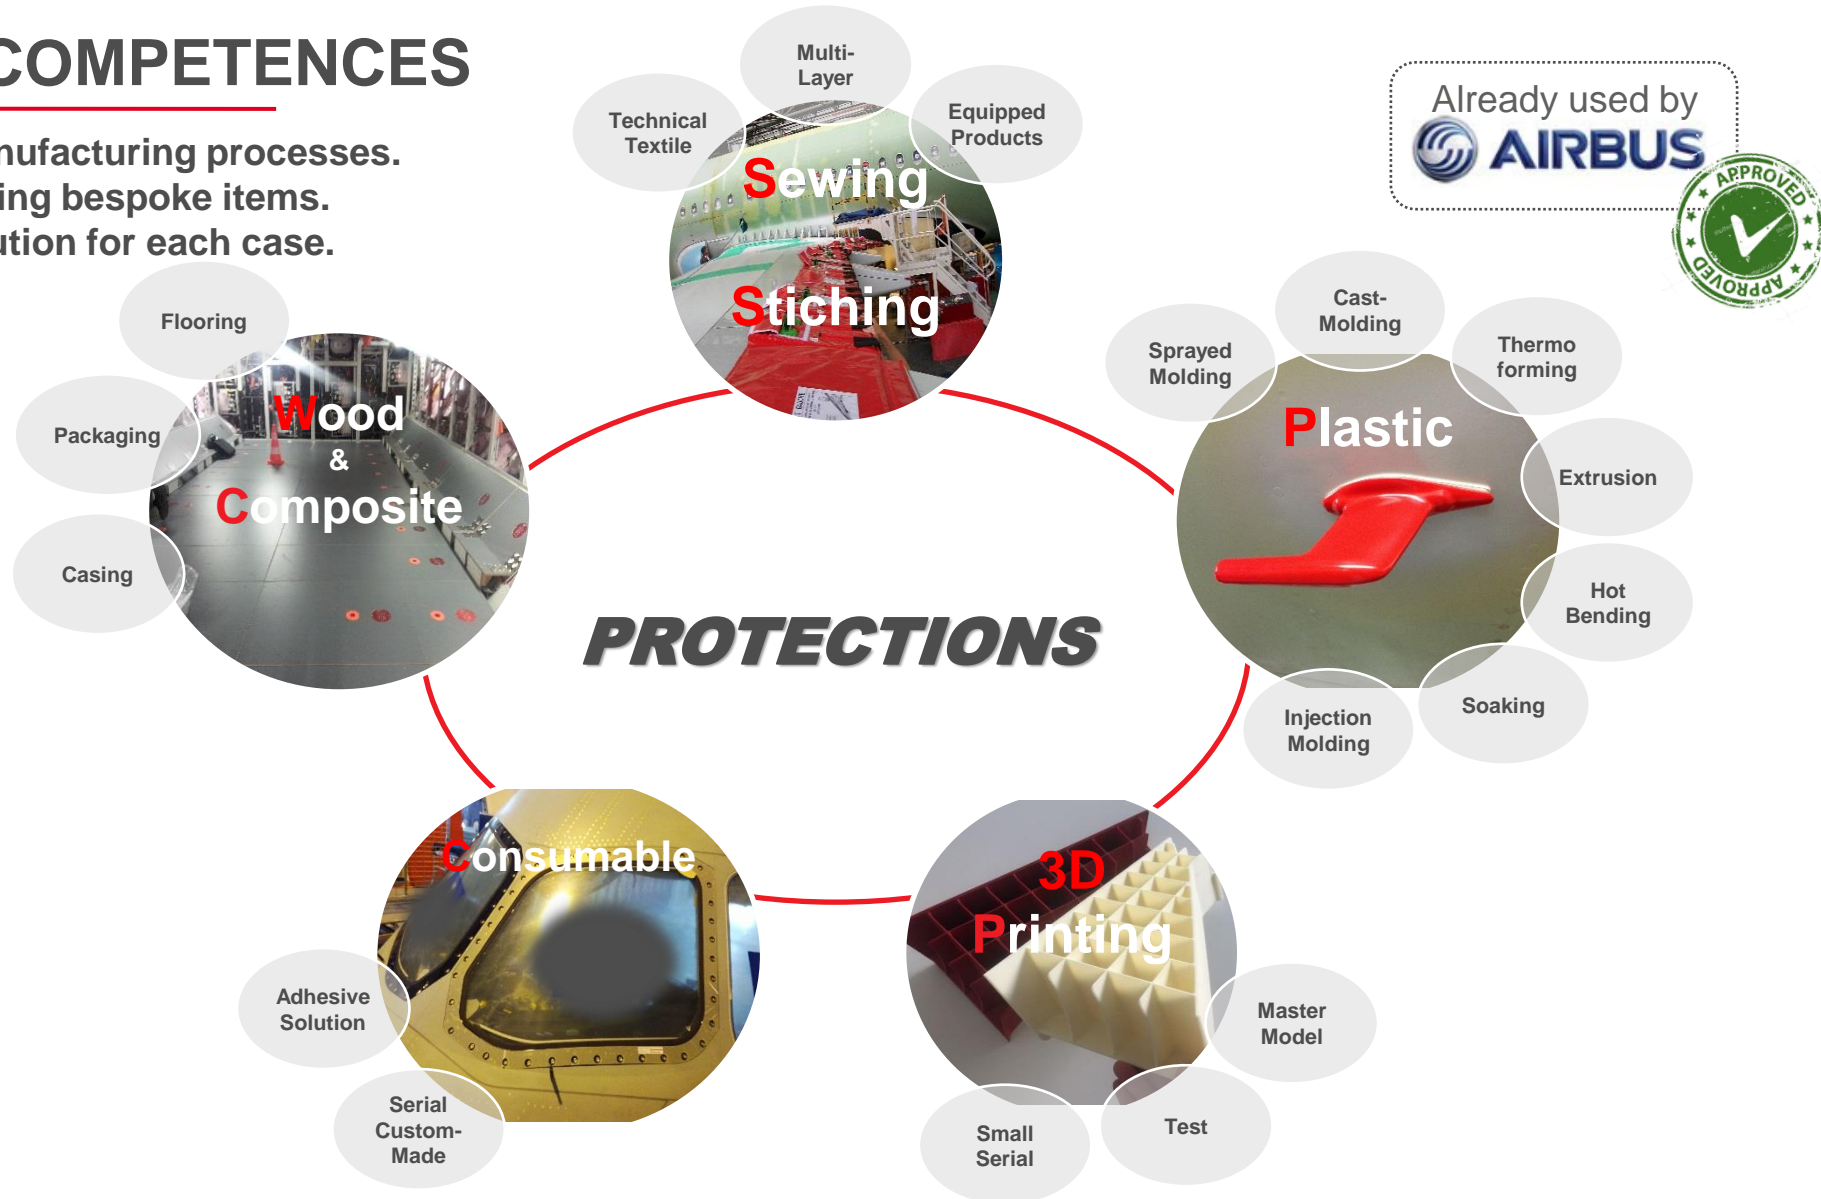 COMPETENCES
nufacturing processes.
ing bespoke items.
ution for each case.
Already used by
AIRBUS
APPROVED
APPROVED
Multi-
Layer
Technical
Textile
Equipped
Products
Sewing
Stiching
Flooring
Packaging
Casing
Wood
&
Composite
Cast-
Molding
Sprayed
Molding
Thermo
forming
Plastic
Extrusion
Hot
Bending
Soaking
Injection
Molding
PROTECTIONS
Consumable
Adhesive
Solution
Serial
Custom-
Made
3D
Printing
Master
Model
Test
Small
Serial